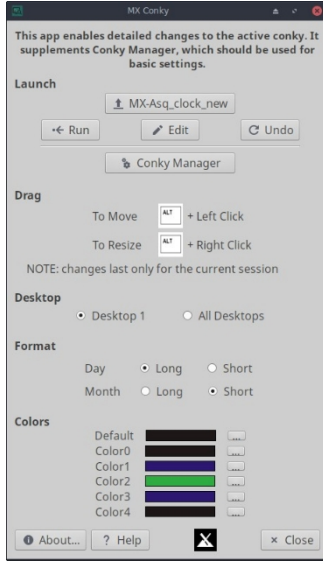 MX Conky
This app enables detailed changes to the active conky. It
supplements Conky Manager, which should be used for
basic settings.
Launch
MX-Asq_clock_new
Run Edit Undo
Conky Manager
Drag
To Move ALT + Left Click
To Resize ALT + Right Click
NOTE: changes last only for the current session
Desktop
Desktop 1 All Desktops
Format
Day Long Short
Month Long Short
Colors
Default ...
Color0 ...
Color1 ...
Color2 ...
Color3 ...
Color4 ...
About... ? Help × Close